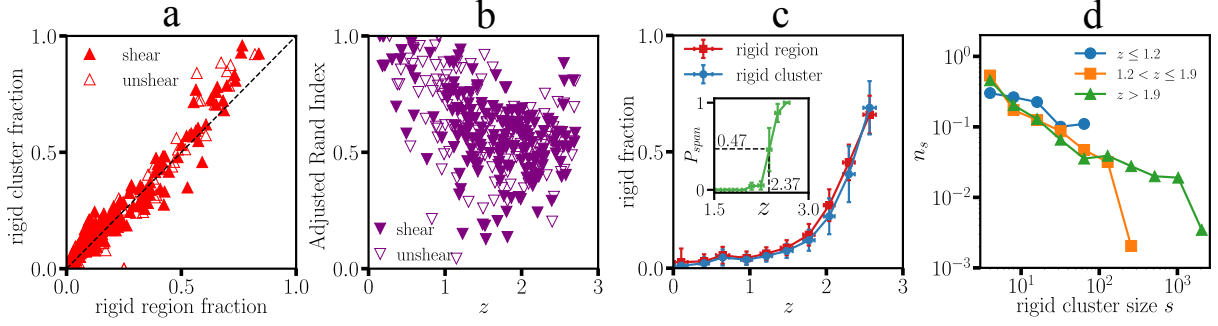 a
1.0
0.5
0.0
0.0
0.5
1.0
rigid cluster fraction
rigid region fraction
shear
unshear
b
1.0
0.5
0.0
0
1
2
3
Adjusted Rand Index
z
shear
unshear
c
1.0
0.5
0.0
0
1
2
3
rigid fraction
z
rigid region
rigid cluster
1
0
P_span
0.47
2.37
1.5
z
3.0
d
10^0
10^−1
10^−2
10^−3
10^1
10^2
10^3
n_s
rigid cluster size s
z ≤ 1.2
1.2 < z ≤ 1.9
z > 1.9